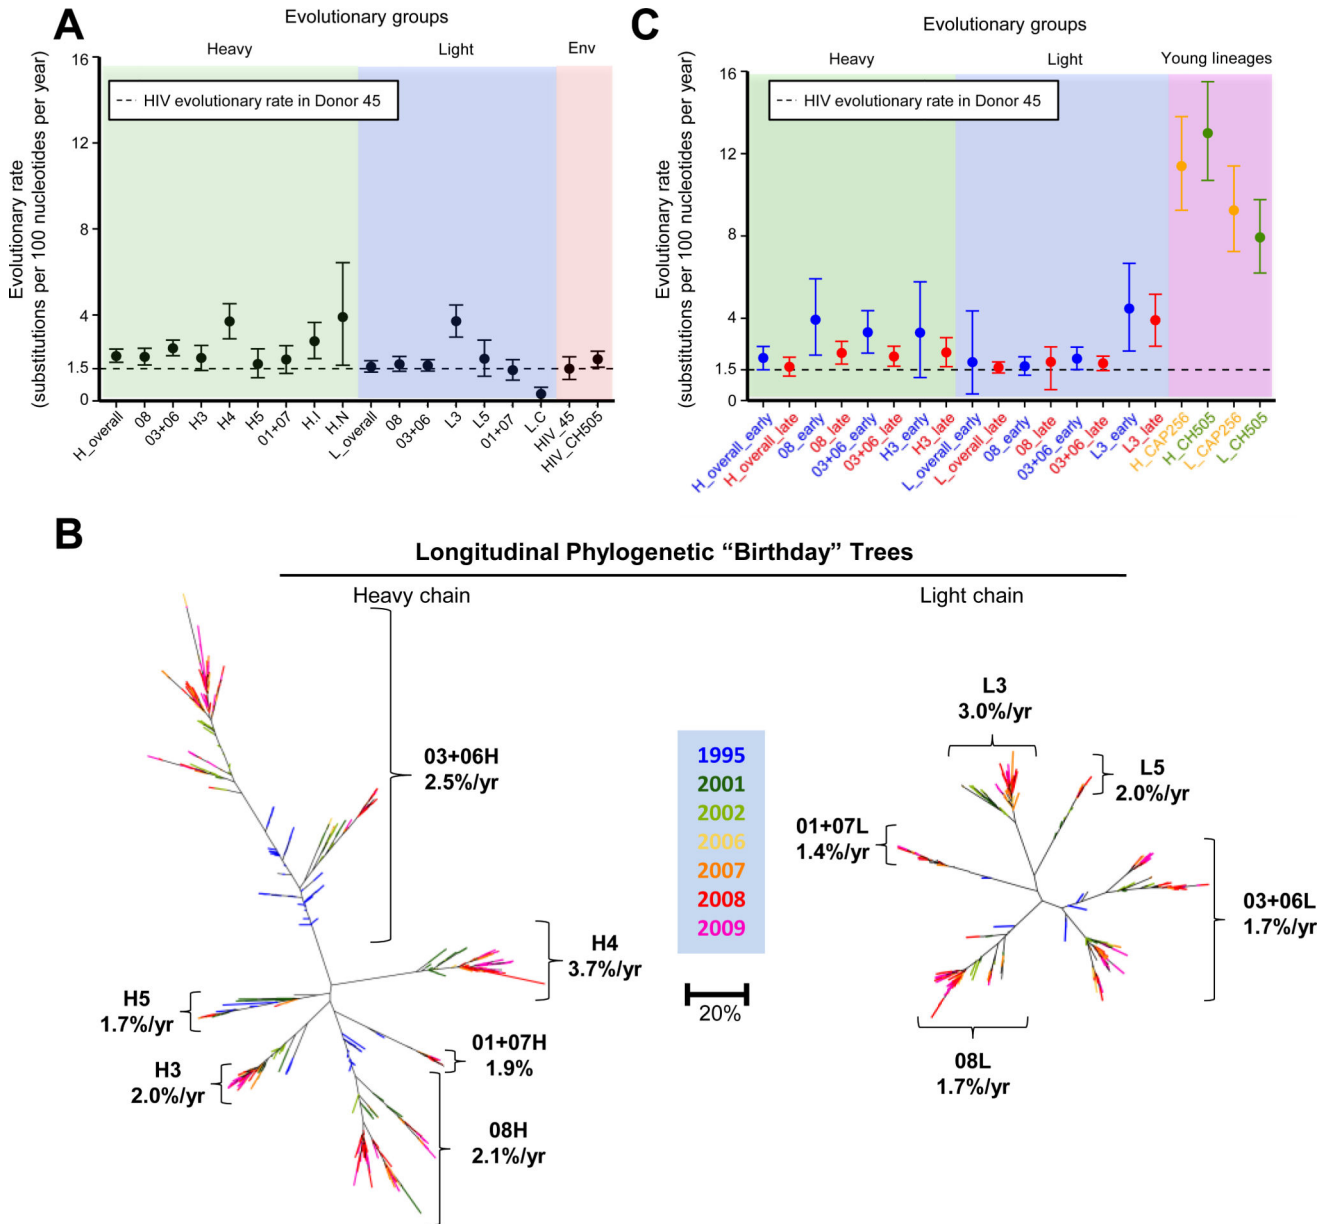 A
Evolutionary groups
Heavy
Light
Env
Evolutionary rate
(substitutions per 100 nucleotides per year)
16
12
8
4
1.5
0
HIV evolutionary rate in Donor 45
H_overall
08
03+06
H3
H4
H5
01+07
H.I
H.N
L_overall
08
03+06
L3
L5
01+07
L.C
HIV_45
HIV_CH505
C
Evolutionary groups
Heavy
Light
Young lineages
Evolutionary rate
(substitutions per 100 nucleotides per year)
16
12
8
4
1.5
0
HIV evolutionary rate in Donor 45
H_overall_early
H_overall_late
08_early
08_late
03+06_early
03+06_late
H3_early
H3_late
L_overall_early
L_overall_late
08_early
08_late
03+06_early
03+06_late
L3_early
L3_late
H_CAP256
H_CH505
L_CAP256
L_CH505
B
Longitudinal Phylogenetic “Birthday” Trees
Heavy chain
Light chain
03+06H
2.5%/yr
H4
3.7%/yr
H5
1.7%/yr
H3
2.0%/yr
01+07H
1.9%
08H
2.1%/yr
1995
2001
2002
2006
2007
2008
2009
20%
L3
3.0%/yr
L5
2.0%/yr
01+07L
1.4%/yr
03+06L
1.7%/yr
08L
1.7%/yr